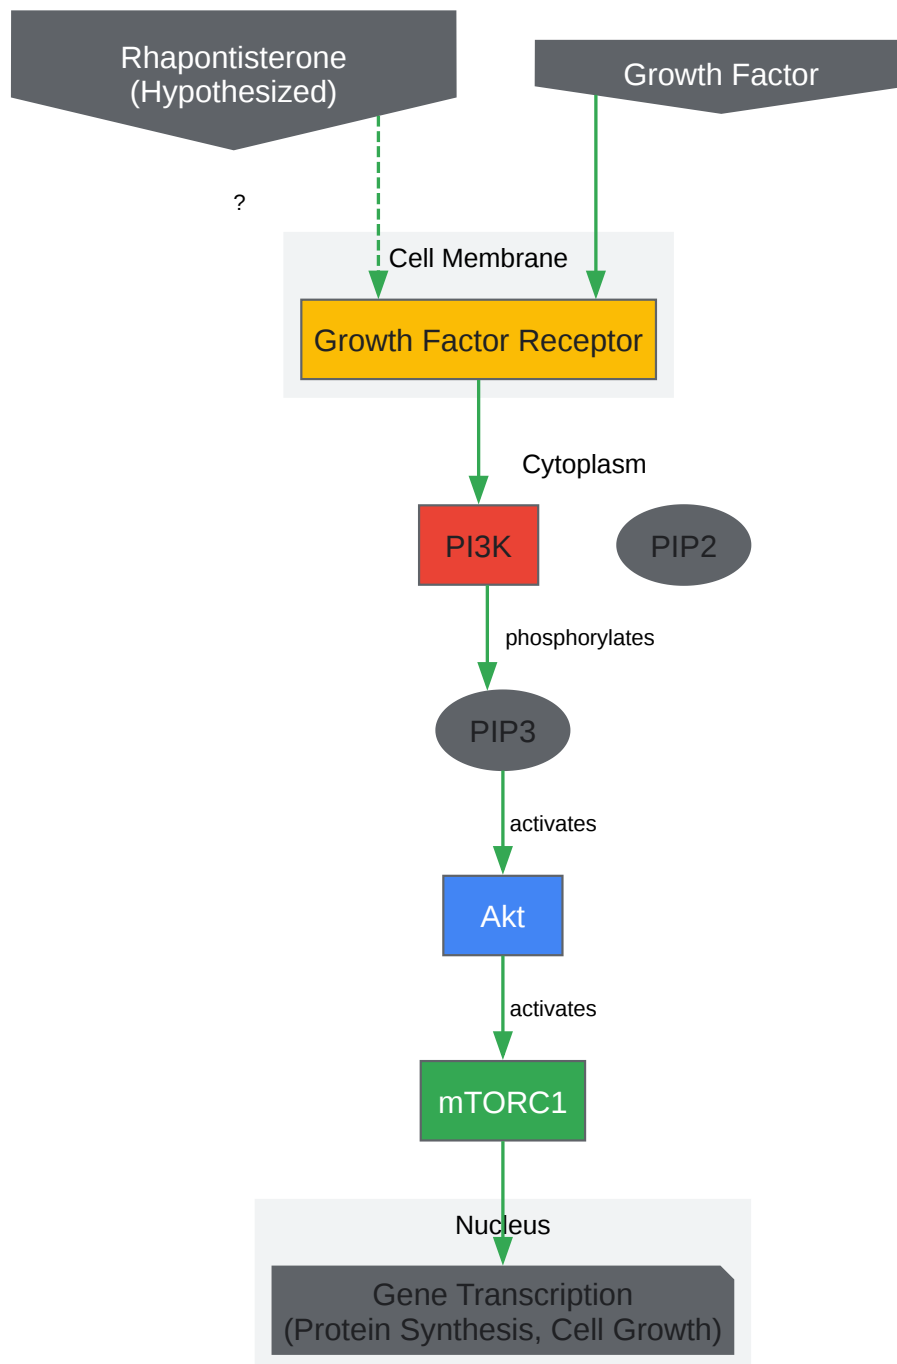 Rhapontisterone
(Hypothesized)
Growth Factor
?
Cell Membrane
Growth Factor Receptor
Cytoplasm
PI3K
PIP2
phosphorylates
PIP3
activates
Akt
activates
mTORC1
Nucleus
Gene Transcription
(Protein Synthesis, Cell Growth)